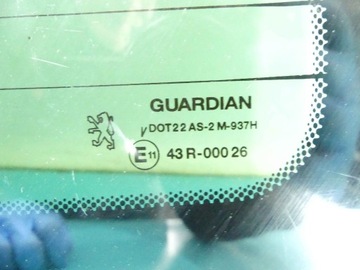 GUARDIAN
V DOT22 AS-2 M-937H
E11 43 R-000 26